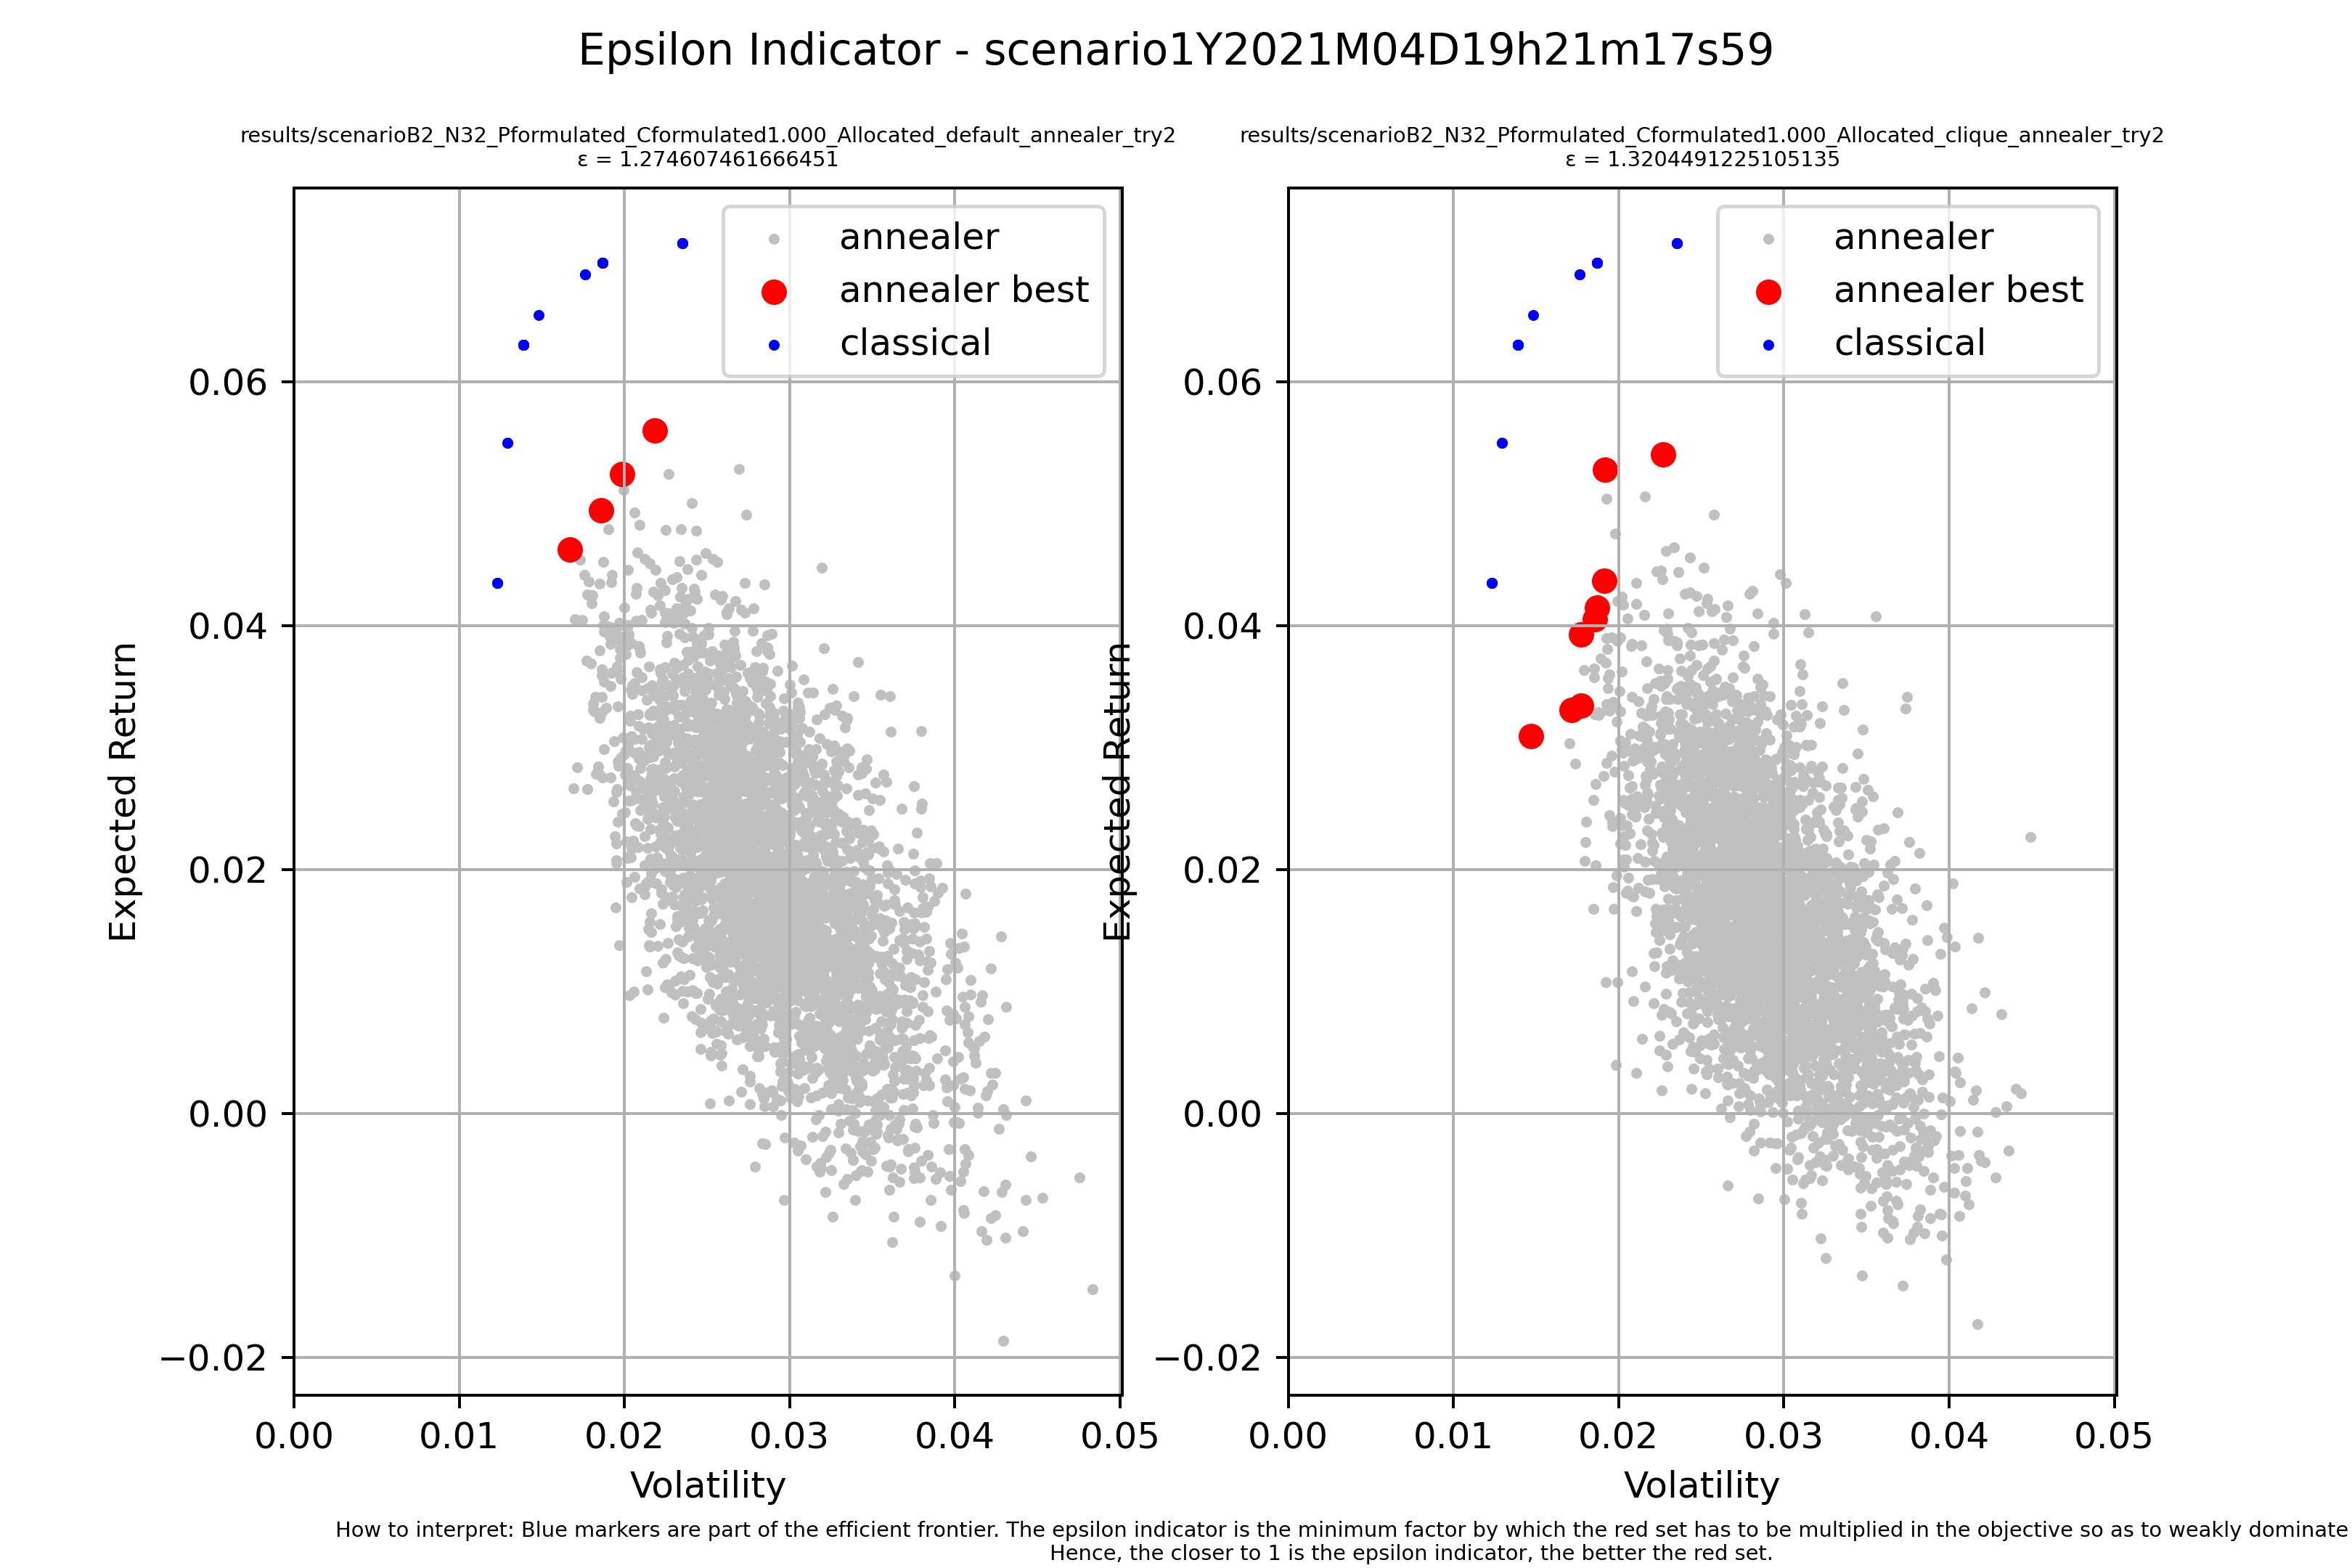 Epsilon Indicator - scenario1Y2021M04D19h21m17s59
results/scenarioB2_N32_Pformulated_Cformulated1.000_Allocated_default_annealer_try2
ε = 1.274607461666451
annealer
annealer best
classical
0.06
0.04
0.02
0.00
−0.02
Expected Return
0.00 0.01 0.02 0.03 0.04 0.05
Volatility
results/scenarioB2_N32_Pformulated_Cformulated1.000_Allocated_clique_annealer_try2
ε = 1.3204491225105135
annealer
annealer best
classical
0.06
0.04
0.02
0.00
−0.02
Expected Return
0.00 0.01 0.02 0.03 0.04 0.05
Volatility
How to interpret: Blue markers are part of the efficient frontier. The epsilon indicator is the minimum factor by which the red set has to be multiplied in the objective so as to weakly dominate
Hence, the closer to 1 is the epsilon indicator, the better the red set.